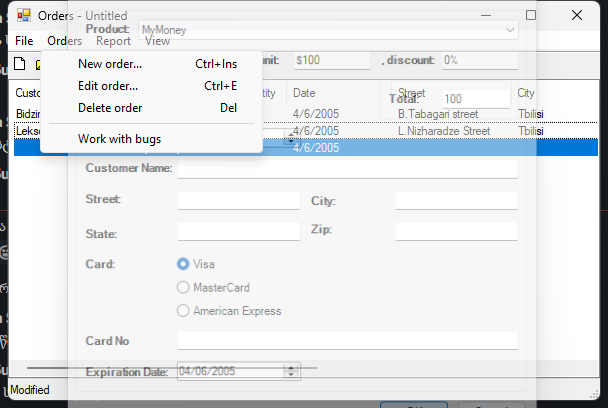 Orders - Untitled
Product: MyMoney
File Orders Report View
New order... Ctrl+Ins
Edit order... Ctrl+E
Delete order Del
Work with bugs
unit: $100 , discount: 0%
Custo ntity Date Street City
Total: 100
Bidzin 4/6/2005 B.Tabagari street Tbilisi
Lekso 4/6/2005 L.Nizharadze Street Tbilisi
4/6/2005
Customer Name:
Street: City:
State: Zip:
Card: Visa
MasterCard
American Express
Card No
Expiration Date: 04/06/2005
Modified